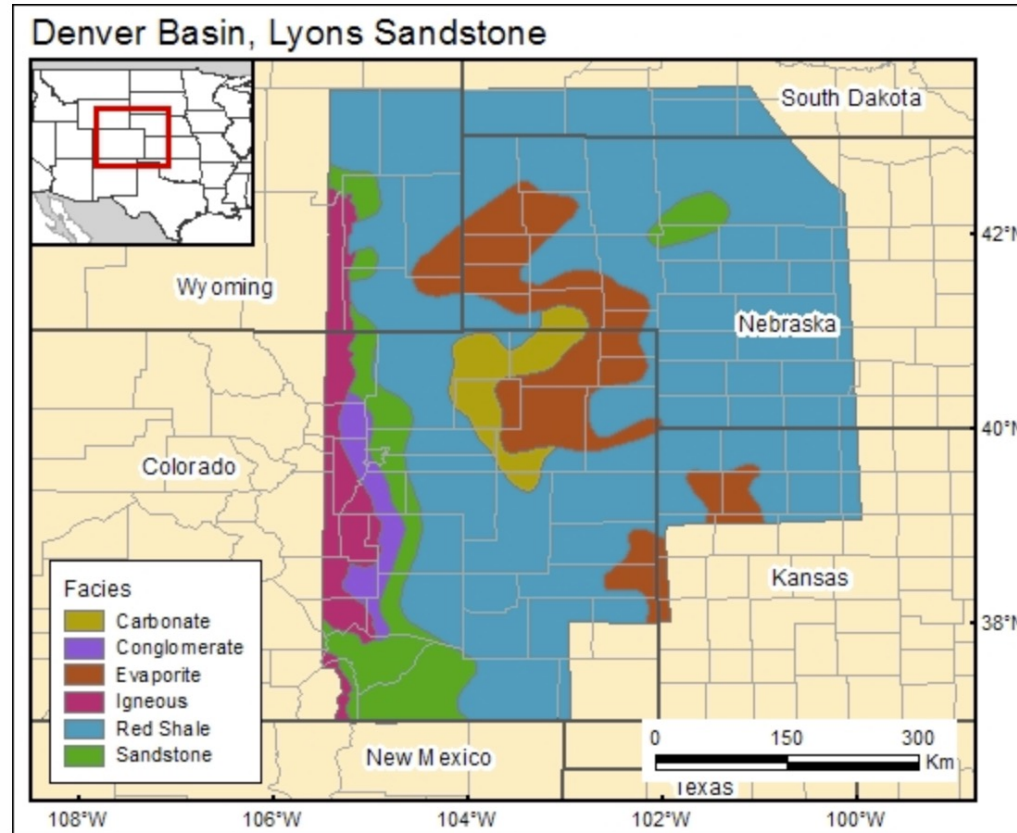 Denver Basin, Lyons Sandstone
South Dakota
42°N
Wyoming
Nebraska
40°N
Colorado
Kansas
38°N
Facies
Carbonate
Conglomerate
Evaporite
Igneous
Red Shale
Sandstone
New Mexico
0 150 300
Km
Texas
108°W 106°W 104°W 102°W 100°W